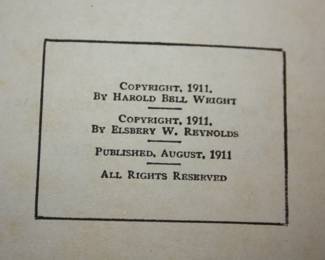 Copyright, 1911,
By Harold Bell Wright
Copyright, 1911,
By Elsbery W. Reynolds
Published, August, 1911
All Rights Reserved